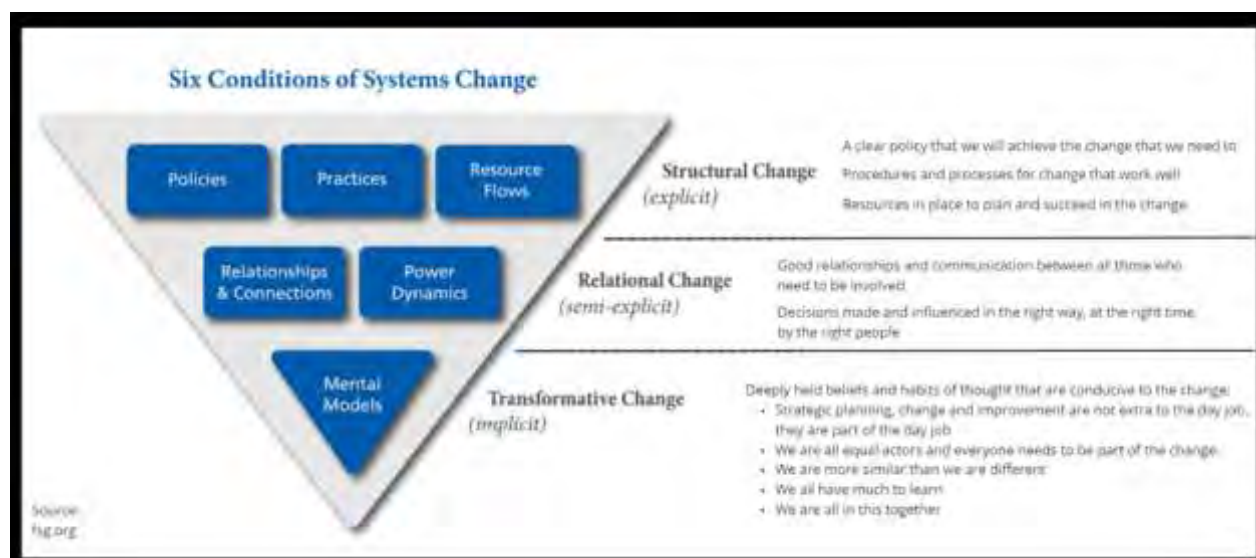 Six Conditions of Systems Change
Policies
Practices
Resource
Flows
Structural Change
(explicit)
A clear policy that we will achieve the change that we need to
Procedures and processes for change that work well
Resources in place to plan and succeed in the change
Relationships
& Connections
Power
Dynamics
Relational Change
(semi-explicit)
Good relationships and communication between all those who
need to be involved
Decisions made and influenced in the right way, at the right time,
by the right people
Mental
Models
Transformative Change
(implicit)
Deeply held beliefs and habits of thought that are conducive to the change:
• Strategic planning, change and improvement are not extra to the day job,
they are part of the day job
• We are all equal actors and everyone needs to be part of the change.
• We are more similar than we are different
• We all have much to learn
• We are all in this together
Source:
fsg.org